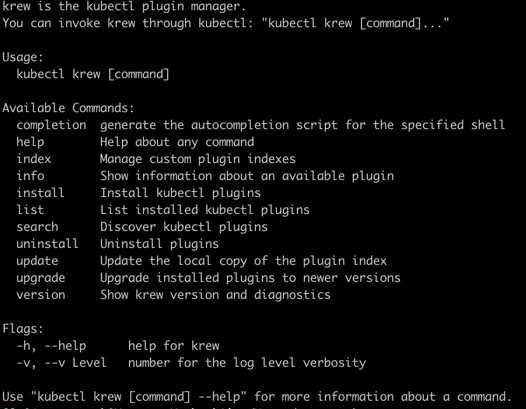 krew is the kubectl plugin manager.
You can invoke krew through kubectl: "kubectl krew [command]..."

Usage:
  kubectl krew [command]

Available Commands:
  completion  generate the autocompletion script for the specified shell
  help        Help about any command
  index       Manage custom plugin indexes
  info        Show information about an available plugin
  install     Install kubectl plugins
  list        List installed kubectl plugins
  search      Discover kubectl plugins
  uninstall   Uninstall plugins
  update      Update the local copy of the plugin index
  upgrade     Upgrade installed plugins to newer versions
  version     Show krew version and diagnostics

Flags:
  -h, --help      help for krew
  -v, --v Level   number for the log level verbosity

Use "kubectl krew [command] --help" for more information about a command.